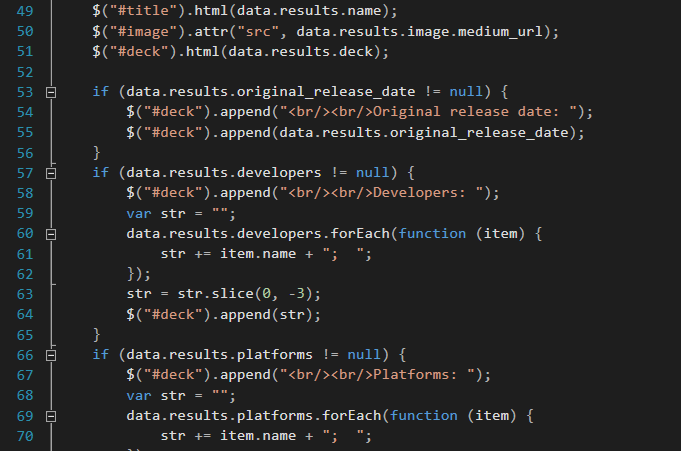 49 $("#title").html(data.results.name);
50 $("#image").attr("src", data.results.image.medium_url);
51 $("#deck").html(data.results.deck);
52
53 if (data.results.original_release_date != null) {
54 $("#deck").append("<br/><br/>Original release date: ");
55 $("#deck").append(data.results.original_release_date);
56 }
57 if (data.results.developers != null) {
58 $("#deck").append("<br/><br/>Developers: ");
59 var str = "";
60 data.results.developers.forEach(function (item) {
61 str += item.name + ";  ";
62 });
63 str = str.slice(0, -3);
64 $("#deck").append(str);
65 }
66 if (data.results.platforms != null) {
67 $("#deck").append("<br/><br/>Platforms: ");
68 var str = "";
69 data.results.platforms.forEach(function (item) {
70 str += item.name + ";  ";